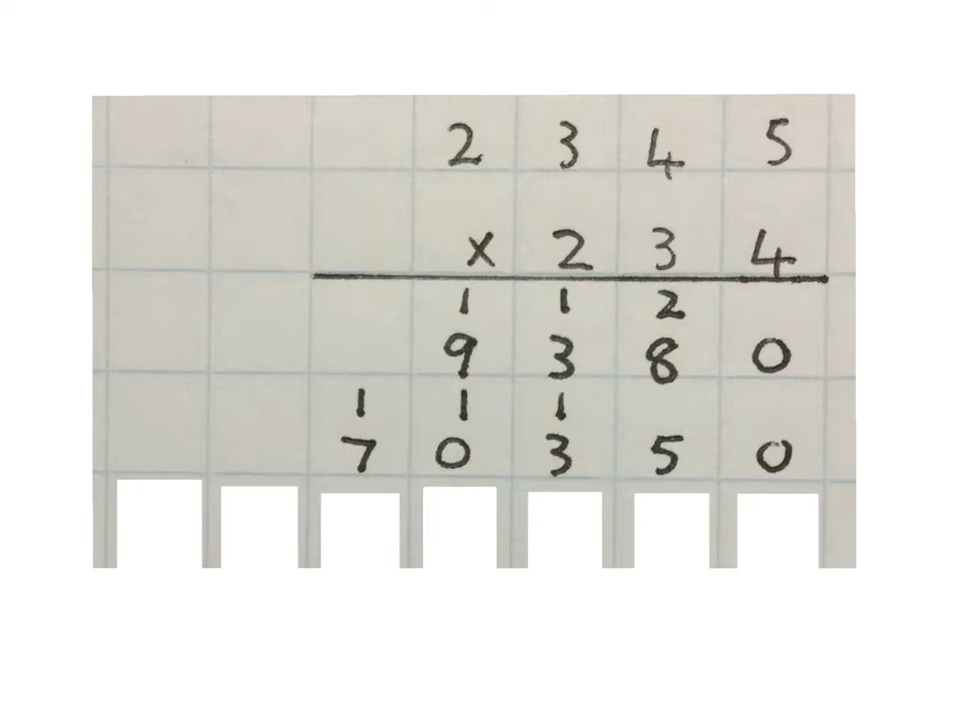 2 3 4 5
x 2 3 4
1 1 2
9 3 8 0
1 1 1
7 0 3 5 0